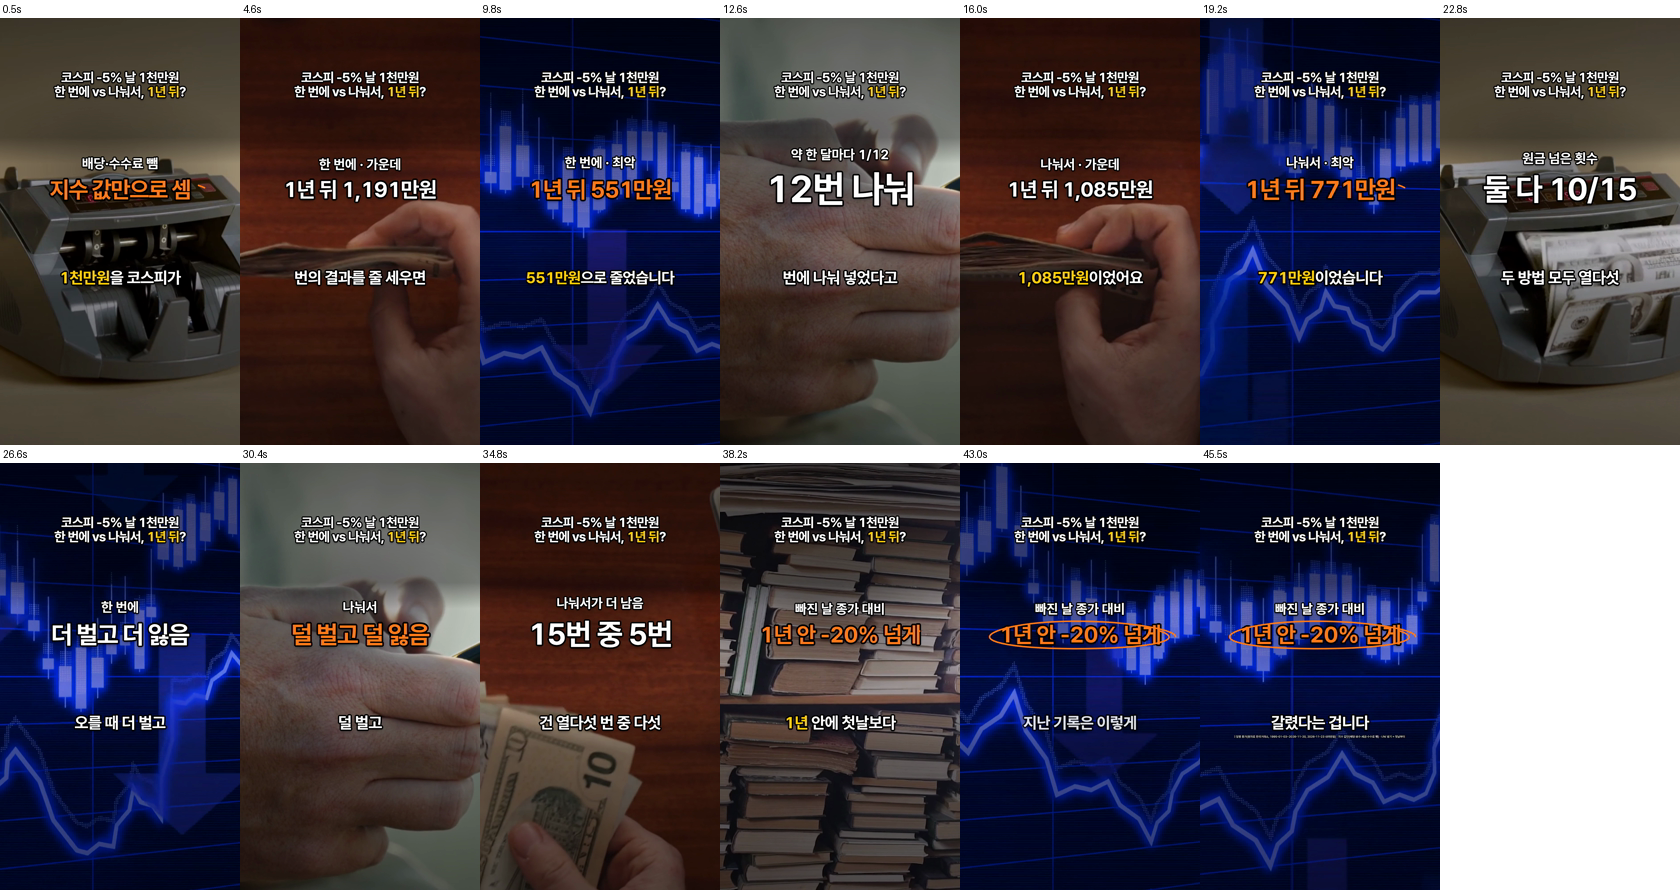 0.5s
코스피 -5% 날 1천만원
한 번에 vs 나눠서, 1년 뒤?
배당·수수료 뺌
지수 값만으로 셈
1천만원을 코스피가
4.6s
코스피 -5% 날 1천만원
한 번에 vs 나눠서, 1년 뒤?
한 번에 · 가운데
1년 뒤 1,191만원
번의 결과를 줄 세우면
9.8s
코스피 -5% 날 1천만원
한 번에 vs 나눠서, 1년 뒤?
한 번에 · 최악
1년 뒤 551만원
551만원으로 줄었습니다
12.6s
코스피 -5% 날 1천만원
한 번에 vs 나눠서, 1년 뒤?
약 한 달마다 1/12
12번 나눠
번에 나눠 넣었다고
16.0s
코스피 -5% 날 1천만원
한 번에 vs 나눠서, 1년 뒤?
나눠서 · 가운데
1년 뒤 1,085만원
1,085만원이었어요
19.2s
코스피 -5% 날 1천만원
한 번에 vs 나눠서, 1년 뒤?
나눠서 · 최악
1년 뒤 771만원
771만원이었습니다
22.8s
코스피 -5% 날 1천만원
한 번에 vs 나눠서, 1년 뒤?
원금 넘은 횟수
둘 다 10/15
두 방법 모두 열다섯
26.6s
코스피 -5% 날 1천만원
한 번에 vs 나눠서, 1년 뒤?
한 번에
더 벌고 더 잃음
오를 때 더 벌고
30.4s
코스피 -5% 날 1천만원
한 번에 vs 나눠서, 1년 뒤?
나눠서
덜 벌고 덜 잃음
덜 벌고
34.8s
코스피 -5% 날 1천만원
한 번에 vs 나눠서, 1년 뒤?
나눠서가 더 남음
15번 중 5번
건 열다섯 번 중 다섯
10
38.2s
코스피 -5% 날 1천만원
한 번에 vs 나눠서, 1년 뒤?
빠진 날 종가 대비
1년 안 -20% 넘게
1년 안에 첫날보다
43.0s
코스피 -5% 날 1천만원
한 번에 vs 나눠서, 1년 뒤?
빠진 날 종가 대비
1년 안 -20% 넘게
지난 기록은 이렇게
45.5s
코스피 -5% 날 1천만원
한 번에 vs 나눠서, 1년 뒤?
빠진 날 종가 대비
1년 안 -20% 넘게
갈렸다는 겁니다